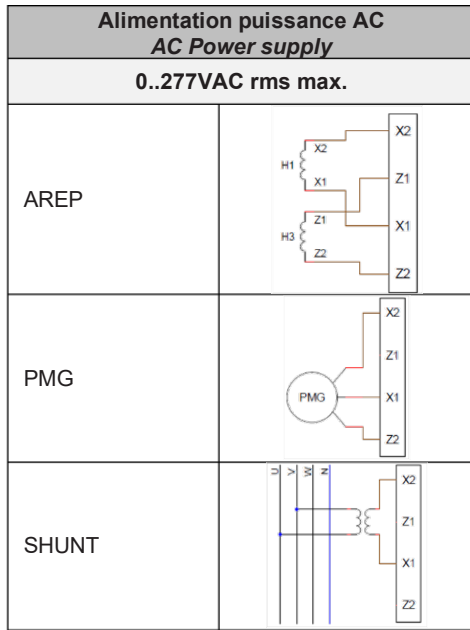 Alimentation puissance AC
AC Power supply
0..277VAC rms max.
AREP
H1
X2
X1
H3
Z1
Z2
X2
Z1
X1
Z2
PMG
PMG
X2
Z1
X1
Z2
SHUNT
U
V
W
N
X2
Z1
X1
Z2